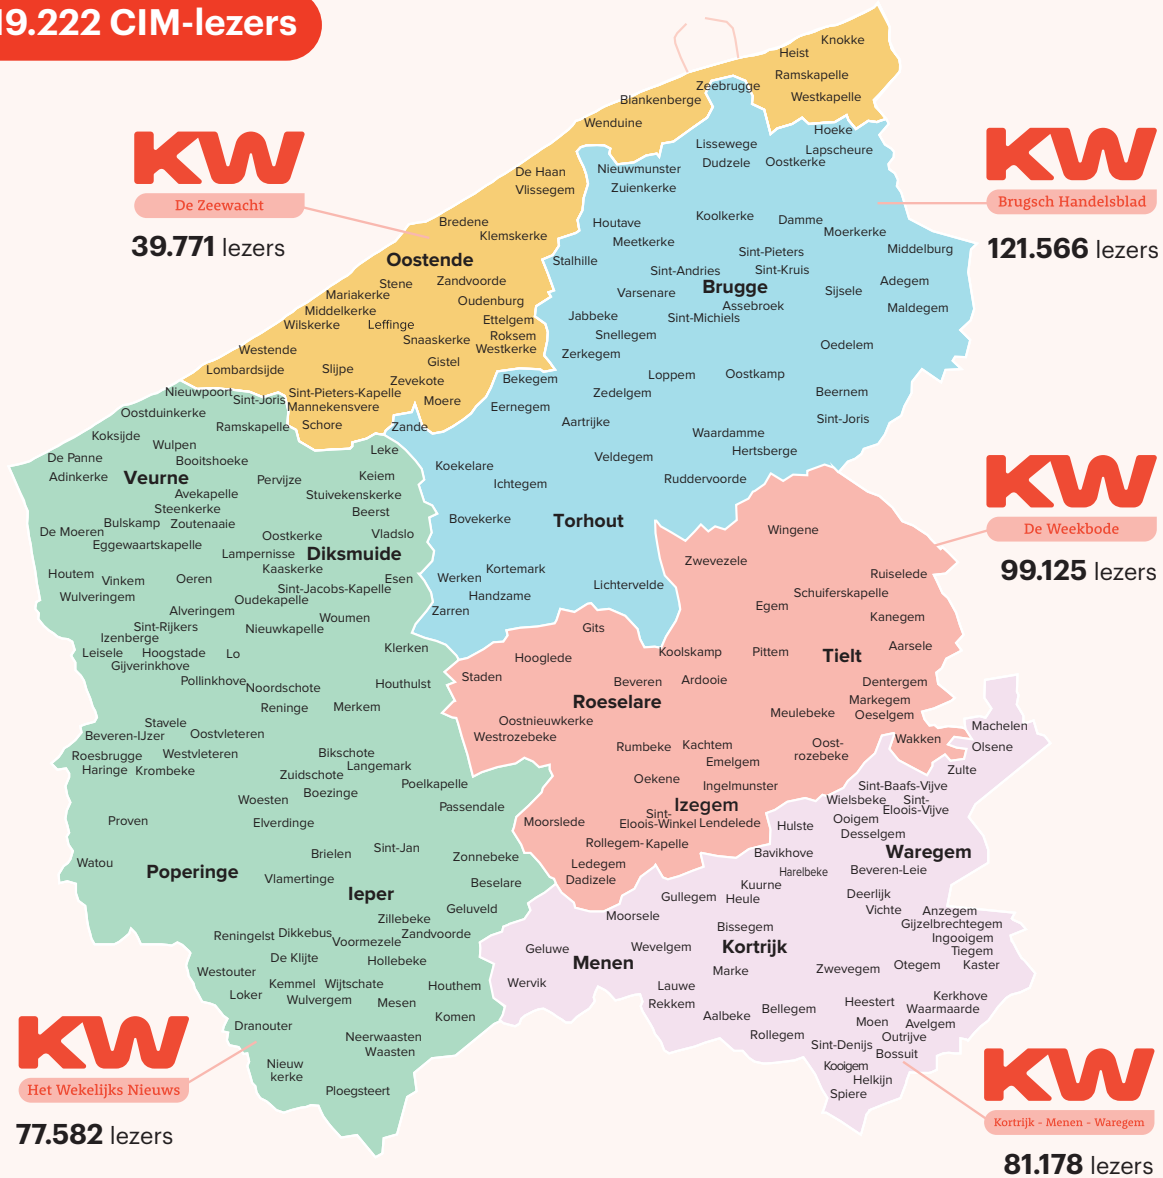 19.222 CIM-lezers
KW
De Zeewacht
39.771 lezers
KW
Brugsch Handelsblad
121.566 lezers
KW
De Weekbode
99.125 lezers
KW
Het Wekelijks Nieuws
77.582 lezers
KW
Kortrijk - Menen - Waregem
81.178 lezers
Knokke
Heist
Ramskapelle
Westkapelle
Zeebrugge
Blankenberge
Wenduine
De Haan
Vlissegem
Bredene
Klemskerke
Oostende
Stene
Zandvoorde
Mariakerke
Oudenburg
Middelkerke
Ettelgem
Wilskerke
Leffinge
Roksem
Snaaskerke
Westkerke
Westende
Gistel
Lombardsijde
Slijpe
Zevekote
Sint-Pieters-Kapelle
Moere
Mannekensvere
Schore
Hoeke
Lissewege
Lapscheure
Dudzele
Oostkerke
Nieuwmunster
Zuienkerke
Koolkerke
Damme
Houtave
Moerkerke
Meetkerke
Middelburg
Sint-Pieters
Stalhille
Sint-Andries
Sint-Kruis
Adegem
Brugge
Varsenare
Sijsele
Assebroek
Maldegem
Jabbeke
Sint-Michiels
Snellegem
Oedelem
Zerkegem
Loppem
Oostkamp
Bekegem
Zedelgem
Beernem
Eernegem
Aartrijke
Sint-Joris
Zande
Waardamme
Hertsberge
Veldegem
Koekelare
Ichtegem
Ruddervoorde
Bovekerke
Torhout
Kortemark
Werken
Lichtervelde
Handzame
Zarren
Nieuwpoort
Sint-Joris
Oostduinkerke
Ramskapelle
Koksijde
Wulpen
Leke
De Panne
Booitshoeke
Adinkerke
Veurne
Pervijze
Keiem
Avekapelle
Stuivekenskerke
Steenkerke
Beerst
Bulskamp
Zoutenaaie
De Moeren
Oostkerke
Vladslo
Eggewaartskapelle
Lampernisse
Diksmuide
Kaaskerke
Houtem
Vinkem
Oeren
Esen
Sint-Jacobs-Kapelle
Wulveringem
Oudekapelle
Alveringem
Woumen
Sint-Rijkers
Nieuwkapelle
Izenberge
Leisele
Hoogstade
Lo
Klerken
Gijverinkhove
Pollinkhove
Noordschote
Houthulst
Reninge
Merkem
Stavele
Beveren-IJzer
Oostvleteren
Roesbrugge
Westvleteren
Bikschote
Langemark
Haringe
Krombeke
Zuidschote
Poelkapelle
Boezinge
Woesten
Passendale
Proven
Elverdinge
Sint-Jan
Brielen
Zonnebeke
Watou
Poperinge
Vlamertinge
Beselare
Ieper
Geluveld
Zillebeke
Reningelst
Dikkebus
Zandvoorde
Voormezele
De Klijte
Hollebeke
Westouter
Kemmel
Wijtschate
Houthem
Loker
Wulvergem
Mesen
Komen
Dranouter
Neerwaasten
Waasten
Nieuw
kerke
Ploegsteert
Wingene
Zwevezele
Ruiselede
Schuiferskapelle
Egem
Kanegem
Gits
Aarsele
Koolskamp
Pittem
Tielt
Hooglede
Staden
Beveren
Ardooie
Dentergem
Roeselare
Markegem
Meulebeke
Oeselgem
Oostnieuwkerke
Westrozebeke
Rumbeke
Kachtem
Oost-
rozebeke
Wakken
Emelgem
Oekene
Ingelmunster
Izegem
Sint-
Eloois-Winkel
Lendelede
Moorslede
Rollegem-Kapelle
Ledegem
Dadizele
Machelen
Olsene
Zulte
Sint-Baafs-Vijve
Wielsbeke
Sint-
Eloois-Vijve
Ooigem
Hulste
Desselgem
Bavikhove
Waregem
Harelbeke
Beveren-Leie
Kuurne
Gullegem
Heule
Deerlijk
Moorsele
Vichte
Anzegem
Bissegem
Gijzelbrechtegem
Ingooigem
Geluwe
Wevelgem
Kortrijk
Tiegem
Menen
Otegem
Kaster
Marke
Zwevegem
Wervik
Lauwe
Rekkem
Kerkhove
Heestert
Bellegem
Waarmaarde
Aalbeke
Moen
Avelgem
Rollegem
Outrijve
Sint-Denijs
Bossuit
Kooigem
Helkijn
Spiere